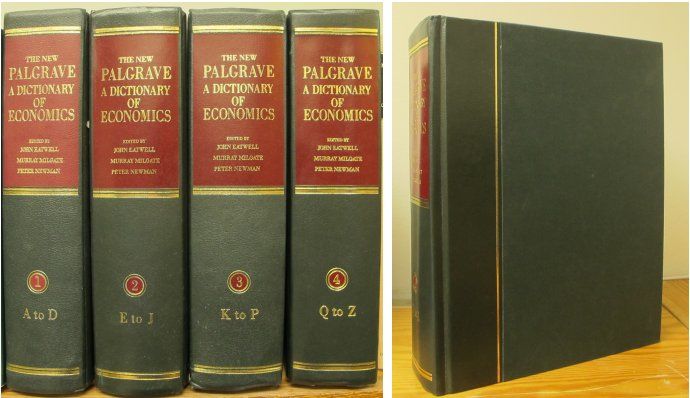 THE NEW
PALGRAVE
A DICTIONARY
OF
ECONOMICS
EDITED BY
JOHN EATWELL
MURRAY MILGATE
PETER NEWMAN
1
A to D
THE NEW
PALGRAVE
A DICTIONARY
OF
ECONOMICS
EDITED BY
JOHN EATWELL
MURRAY MILGATE
PETER NEWMAN
2
E to J
THE NEW
PALGRAVE
A DICTIONARY
OF
ECONOMICS
EDITED BY
JOHN EATWELL
MURRAY MILGATE
PETER NEWMAN
3
K to P
THE NEW
PALGRAVE
A DICTIONARY
OF
ECONOMICS
EDITED BY
JOHN EATWELL
MURRAY MILGATE
PETER NEWMAN
4
Q to Z